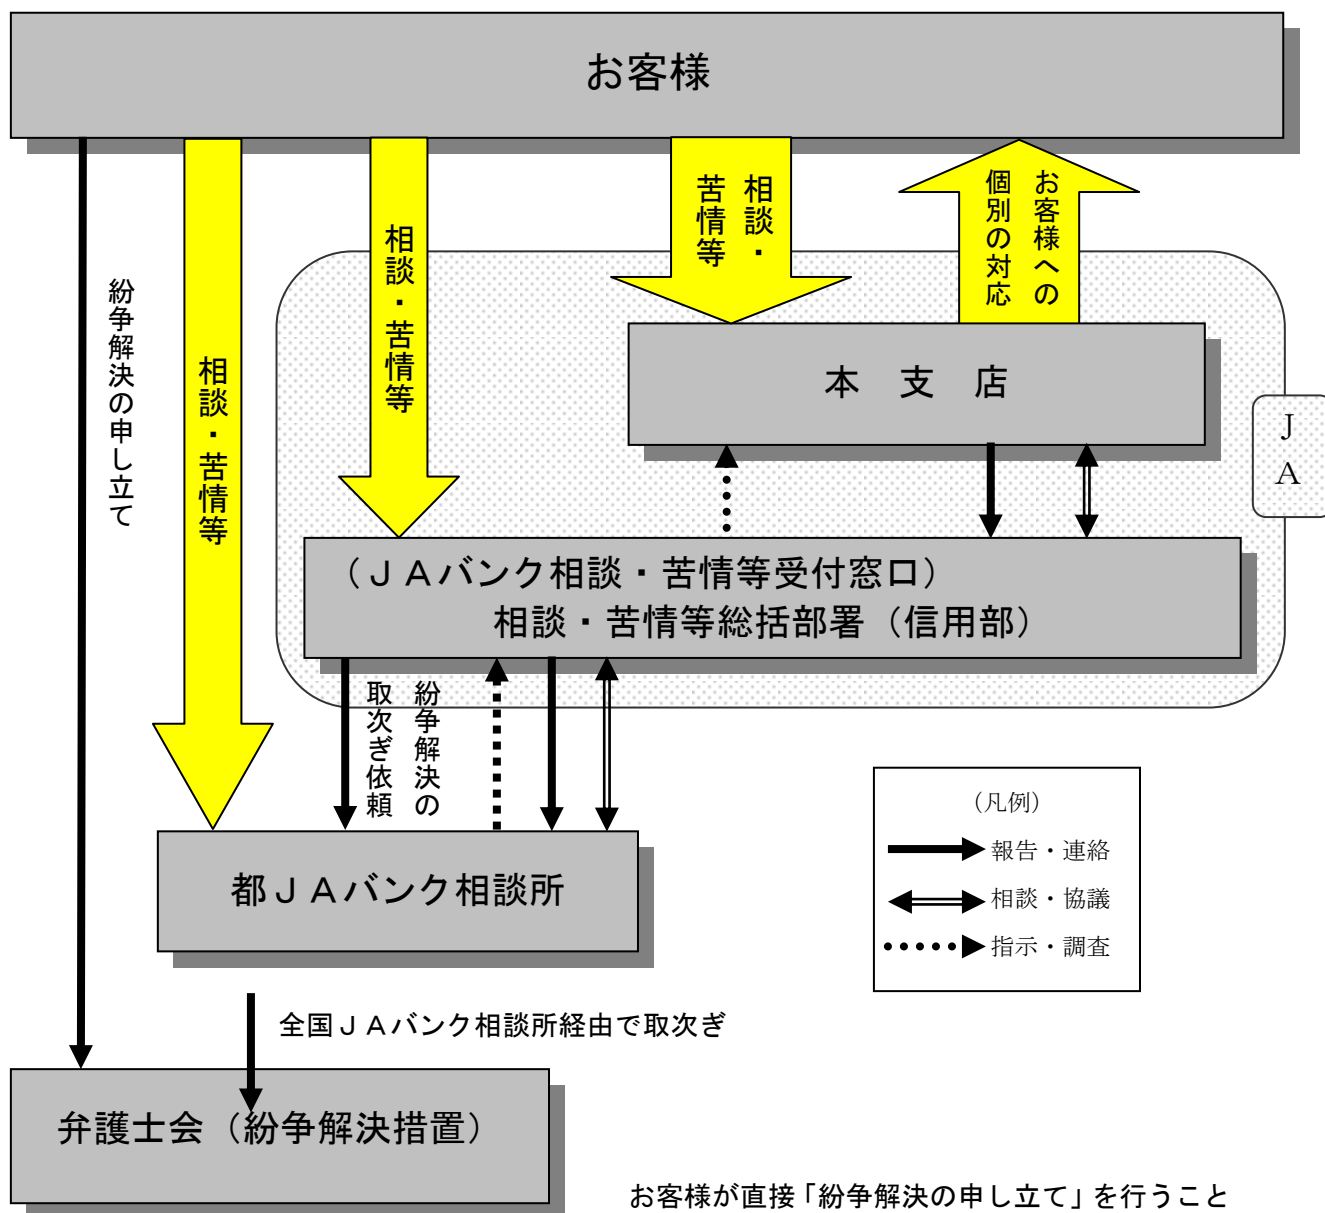 お客様
紛争解決の申し立て
相談・苦情等
相談・苦情等
相談・
苦情等
お客様への
個別の対応
本　支　店
ＪＡ
（ＪＡバンク相談・苦情等受付窓口）
相談・苦情等総括部署（信用部）
紛争解決の
取次ぎ依頼
（凡例）
報告・連絡
相談・協議
指示・調査
都ＪＡバンク相談所
全国ＪＡバンク相談所経由で取次ぎ
弁護士会（紛争解決措置）
お客様が直接「紛争解決の申し立て」を行うこと